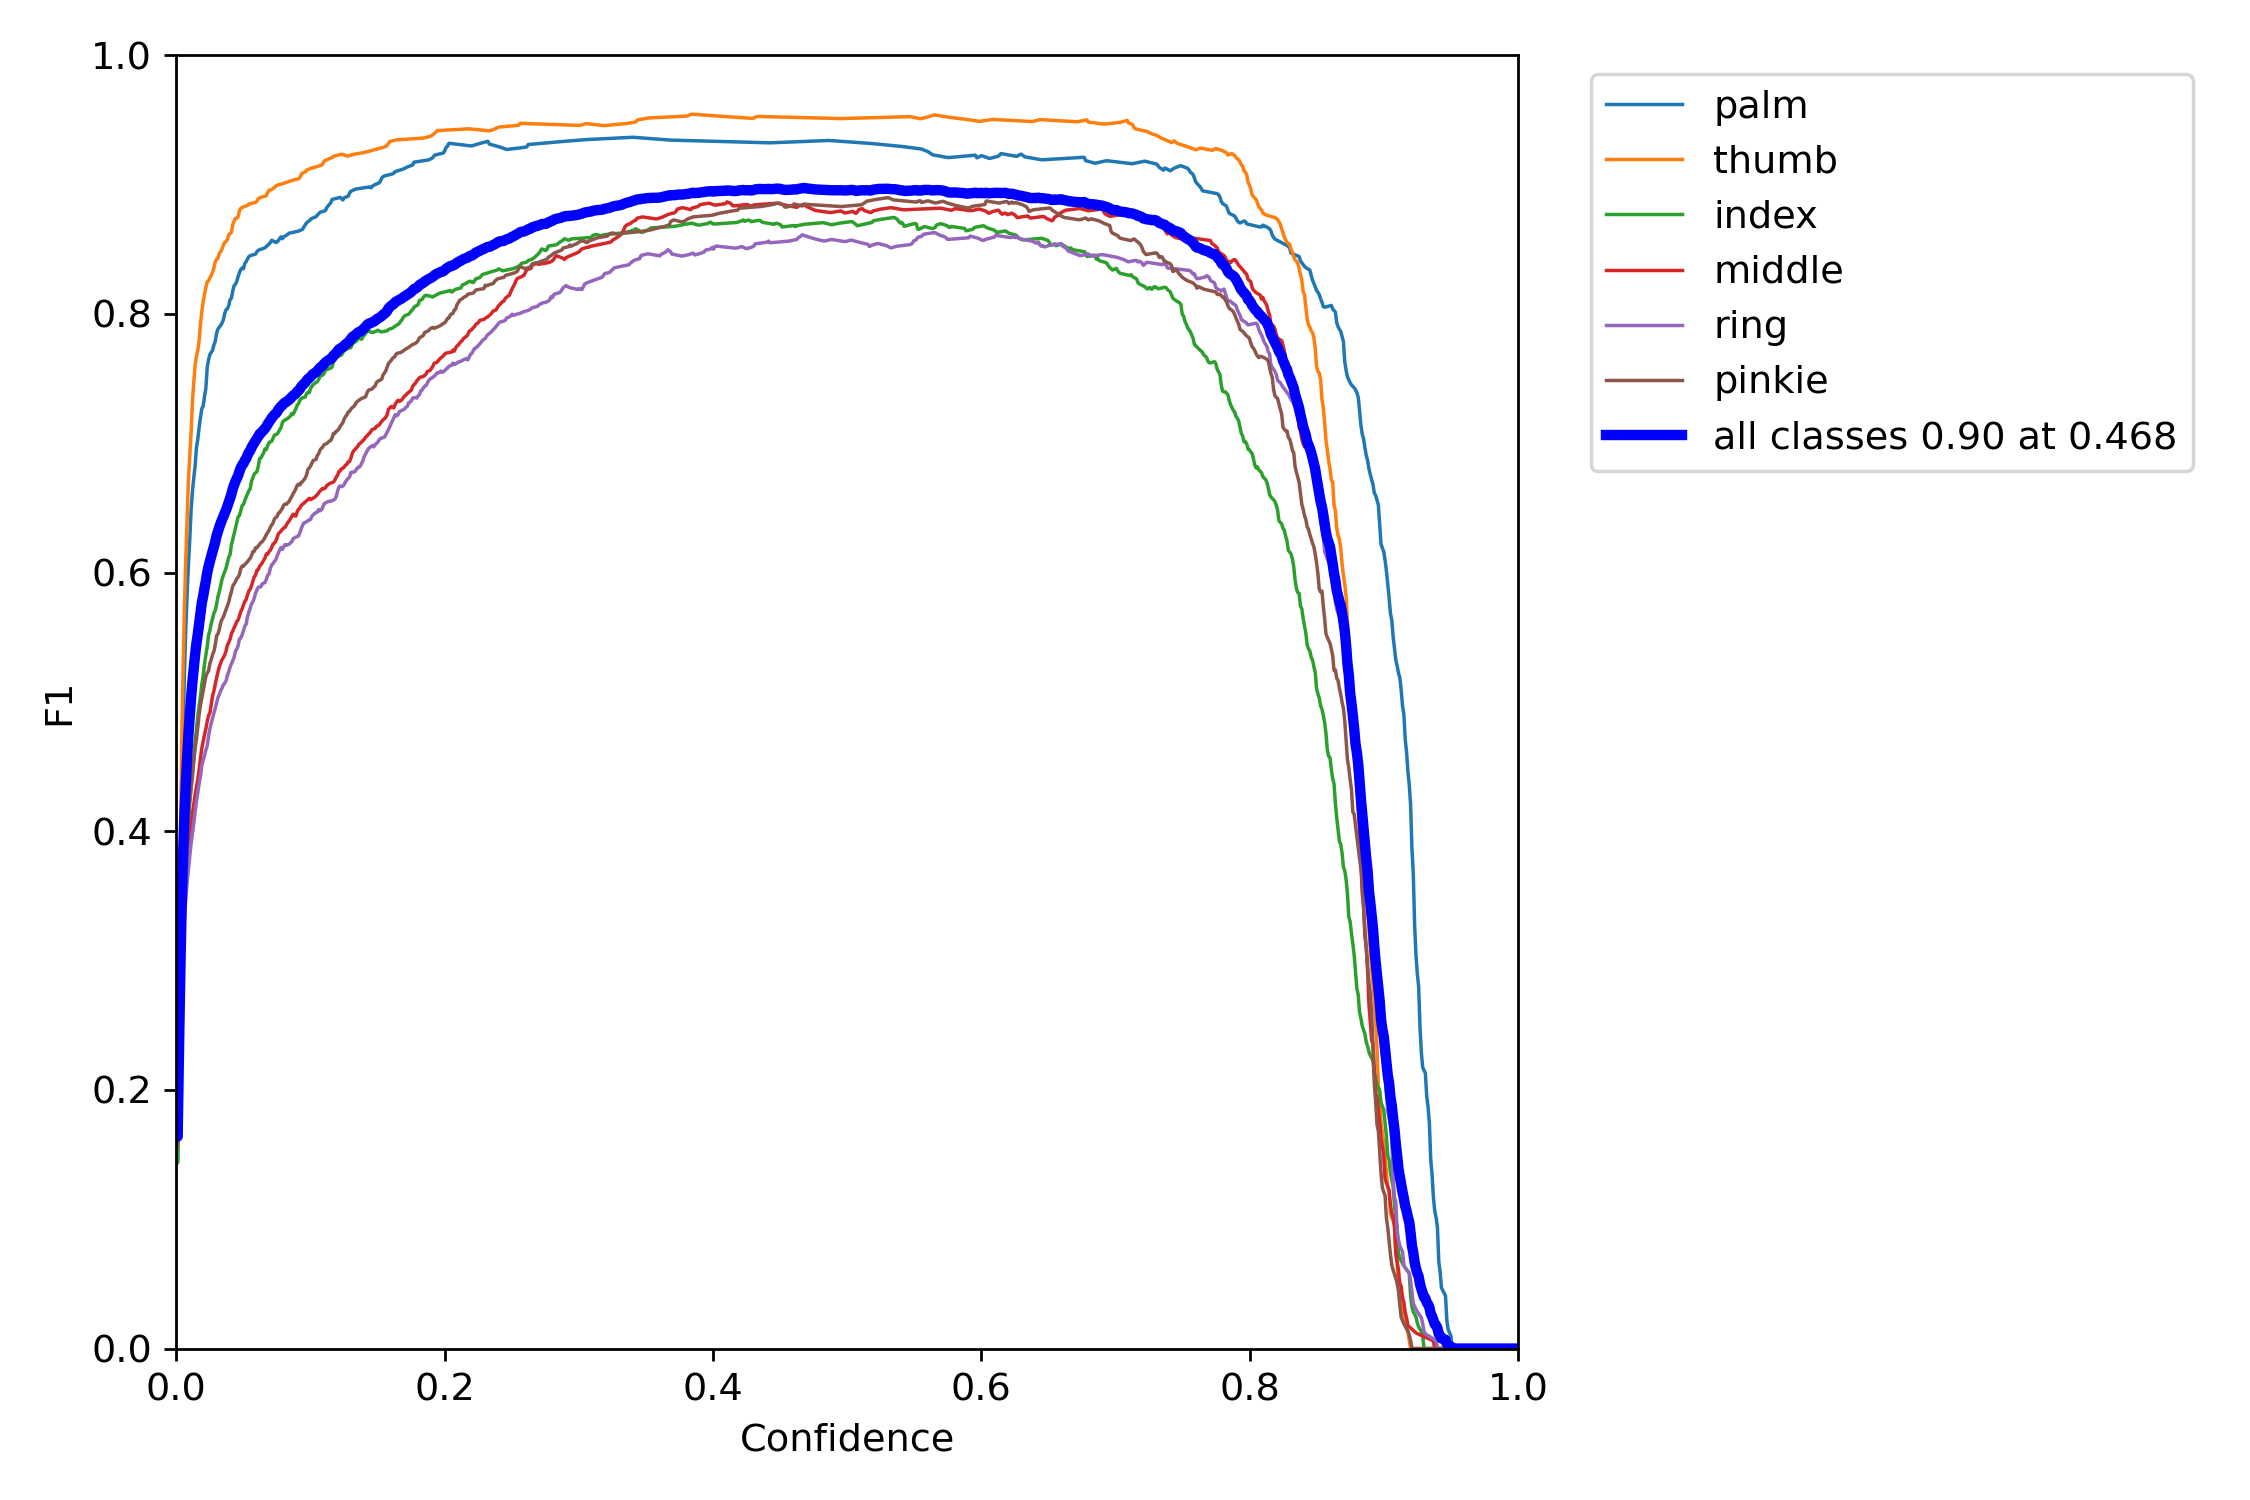 1.0
0.8
0.6
0.4
0.2
0.0
F1
0.0 0.2 0.4 0.6 0.8 1.0
Confidence
palm
thumb
index
middle
ring
pinkie
all classes 0.90 at 0.468